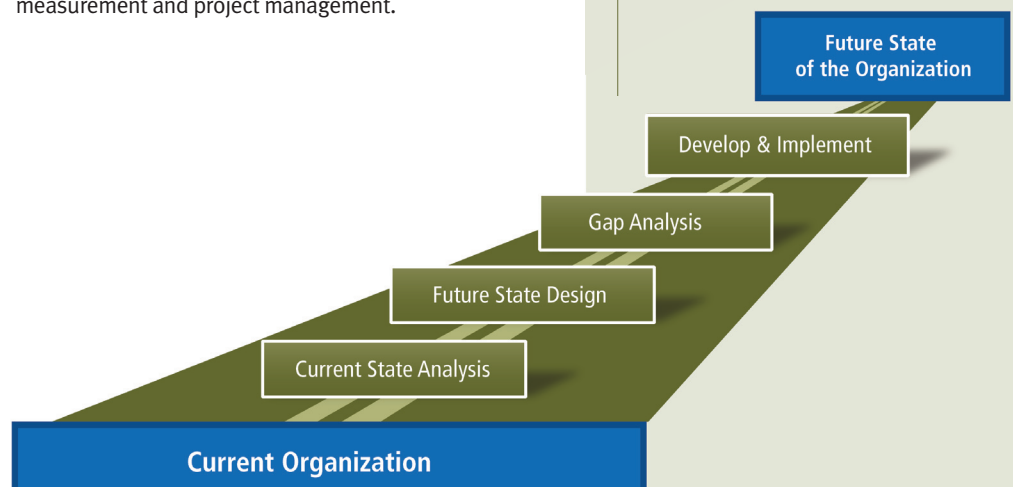 measurement and project management.
Future State
of the Organization
Develop & Implement
Gap Analysis
Future State Design
Current State Analysis
Current Organization